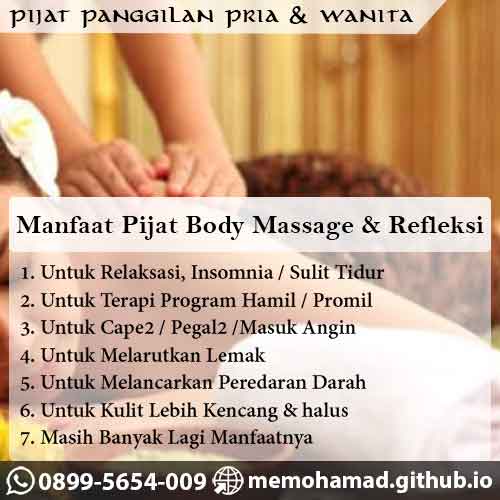 PIJAT PANGGILAN PRIA & WANITA
Manfaat Pijat Body Massage & Refleksi
1. Untuk Relaksasi, Insomnia / Sulit Tidur
2. Untuk Terapi Program Hamil / Promil
3. Untuk Cape2 / Pegal2 /Masuk Angin
4. Untuk Melarutkan Lemak
5. Untuk Melancarkan Peredaran Darah
6. Untuk Kulit Lebih Kencang & halus
7. Masih Banyak Lagi Manfaatnya
0899-5654-009 memohamad.github.io